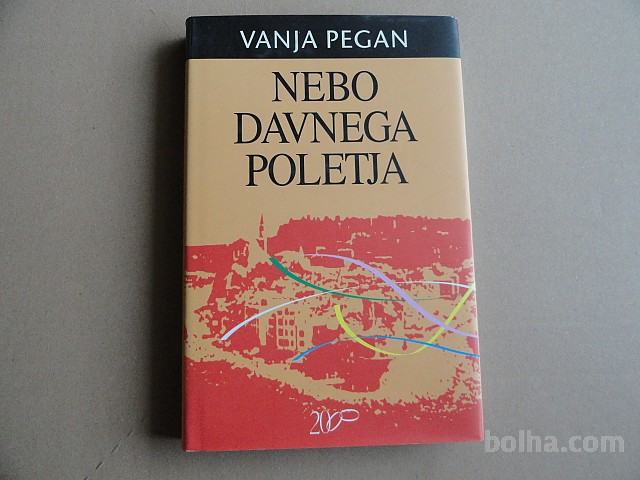 VANJA PEGAN
NEBO
DAVNEGA
POLETJA
2000
bolha.com